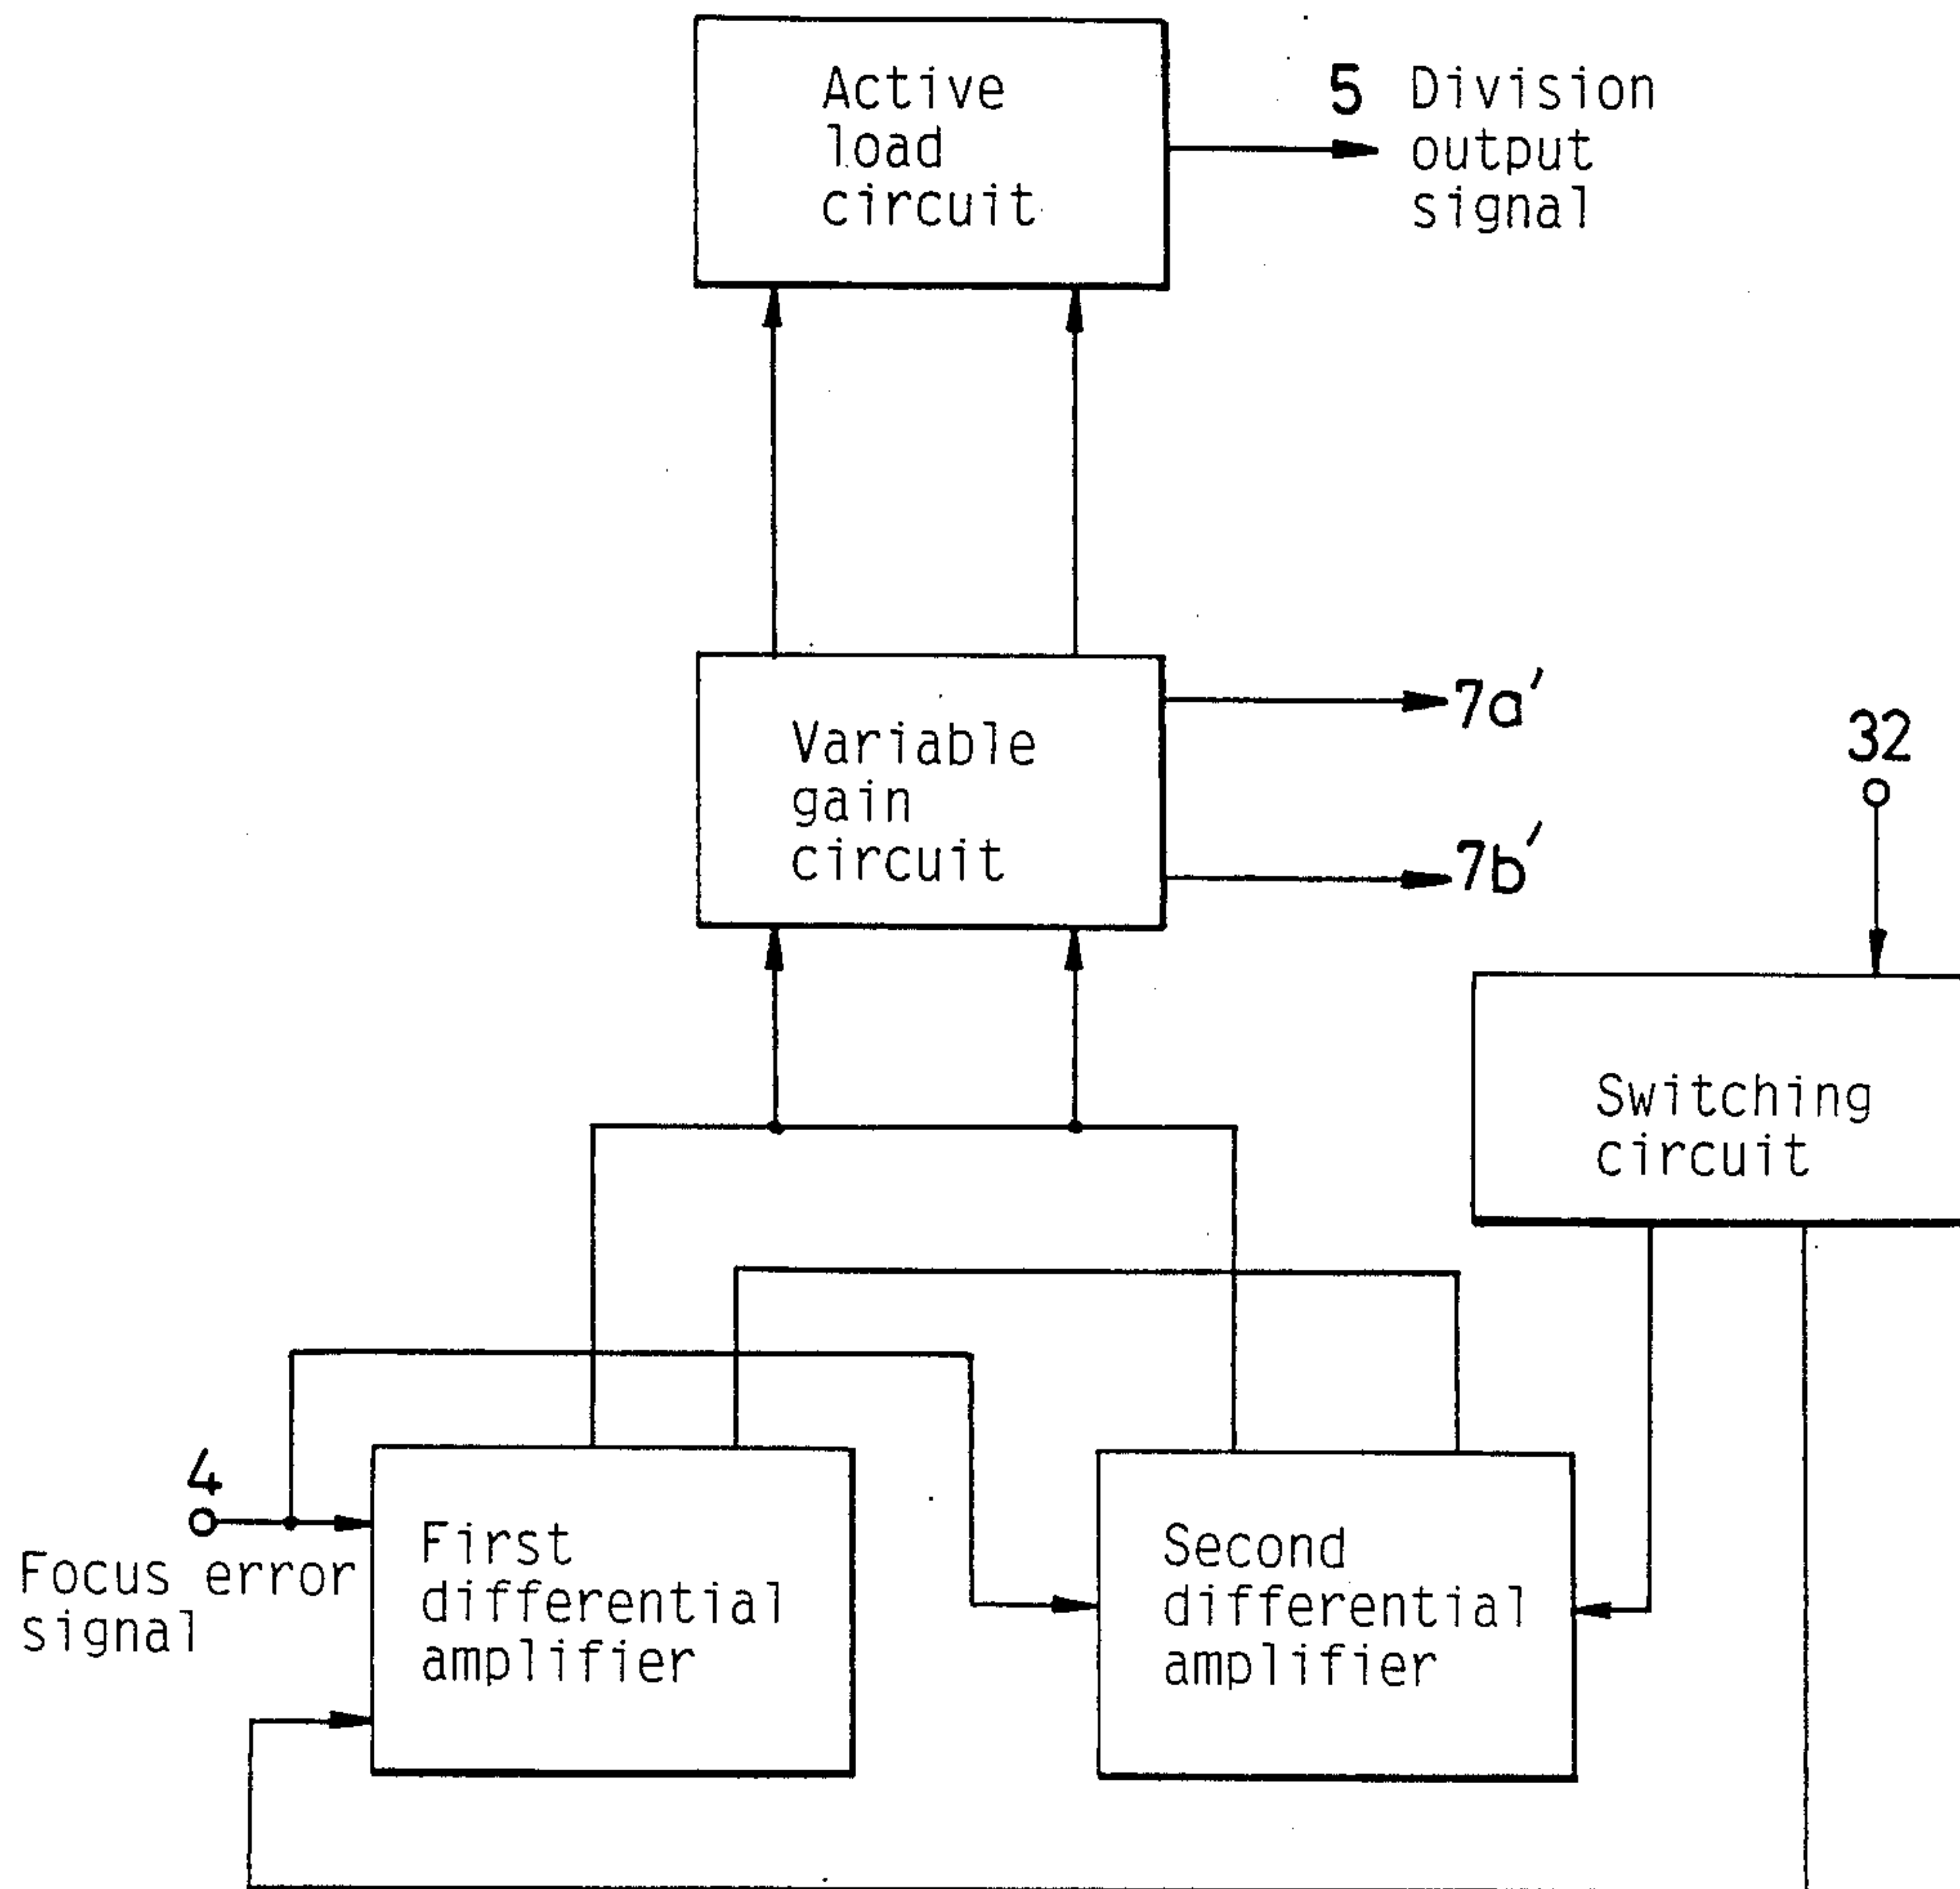 Active
load
circuit
5 Division
output
signal
Variable
gain
circuit
7a′
7b′
32
Switching
circuit
4
Focus error
signal
First
differential
amplifier
Second
differential
amplifier